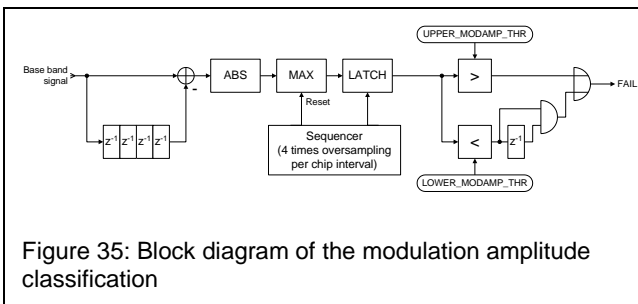 UPPER_MODAMP_THR
Base band
signal
-
ABS
MAX
LATCH
>
FAIL
Reset
z-1 z-1 z-1 z-1
Sequencer
(4 times oversampling
per chip interval)
<
z-1
LOWER_MODAMP_THR
Figure 35: Block diagram of the modulation amplitude
classification